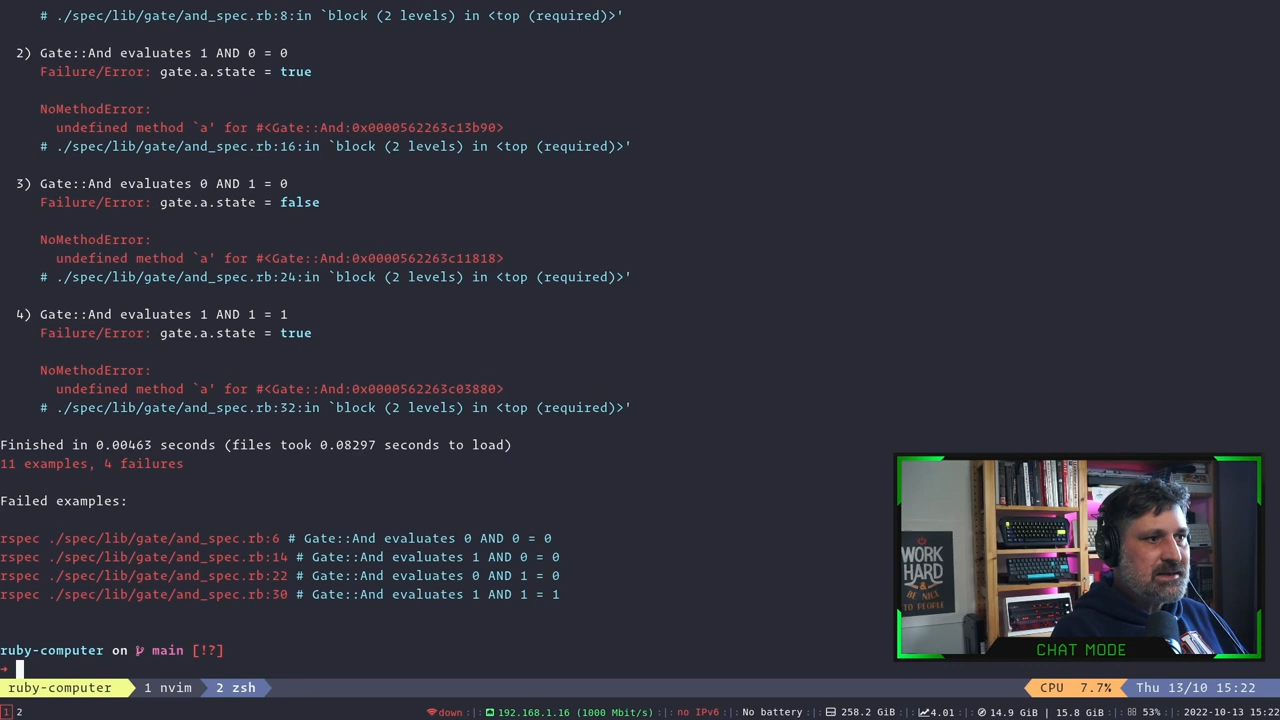 # ./spec/lib/gate/and_spec.rb:8:in `block (2 levels) in <top (required)>'
2) Gate::And evaluates 1 AND 0 = 0
Failure/Error: gate.a.state = true
NoMethodError:
undefined method `a' for #<Gate::And:0x0000562263c13b90>
# ./spec/lib/gate/and_spec.rb:16:in `block (2 levels) in <top (required)>'
3) Gate::And evaluates 0 AND 1 = 0
Failure/Error: gate.a.state = false
NoMethodError:
undefined method `a' for #<Gate::And:0x0000562263c11818>
# ./spec/lib/gate/and_spec.rb:24:in `block (2 levels) in <top (required)>'
4) Gate::And evaluates 1 AND 1 = 1
Failure/Error: gate.a.state = true
NoMethodError:
undefined method `a' for #<Gate::And:0x0000562263c03880>
# ./spec/lib/gate/and_spec.rb:32:in `block (2 levels) in <top (required)>'
Finished in 0.00463 seconds (files took 0.08297 seconds to load)
11 examples, 4 failures
Failed examples:
rspec ./spec/lib/gate/and_spec.rb:6 # Gate::And evaluates 0 AND 0 = 0
rspec ./spec/lib/gate/and_spec.rb:14 # Gate::And evaluates 1 AND 0 = 0
rspec ./spec/lib/gate/and_spec.rb:22 # Gate::And evaluates 0 AND 1 = 0
rspec ./spec/lib/gate/and_spec.rb:30 # Gate::And evaluates 1 AND 1 = 1
WORK
HARD
& BE NICE
TO PEOPLE
CHAT MODE
ruby-computer on main [!?]
➜
ruby-computer 1 nvim 2 zsh CPU 7.7% Thu 13/10 15:22
1 2 down :|: 192.168.1.16 (1000 Mbit/s) :|: no IPv6 :|: No battery :|: 258.2 GiB :|: 4.01 :|: 14.9 GiB | 15.8 GiB :|: 53% :|: 2022-10-13 15:22